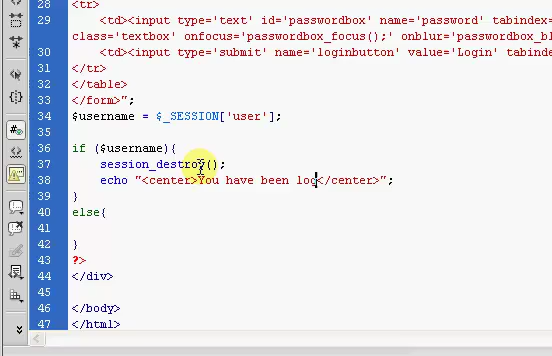 28 <tr>
29 <td><input type='text' id='passwordbox' name='password' tabindex=
class='textbox' onfocus='passwordbox_focus();' onblur='passwordbox_bl
30 <td><input type='submit' name='loginbutton' value='Login' tabinde
31 </tr>
32 </table>
33 </form>";
34 $username = $_SESSION['user'];
35
36 if ($username){
37 session_destroy();
38 echo "<center>You have been log</center>";
39 }
40 else{
41
42 }
43 ?>
44 </div>
45
46 </body>
47 </html>